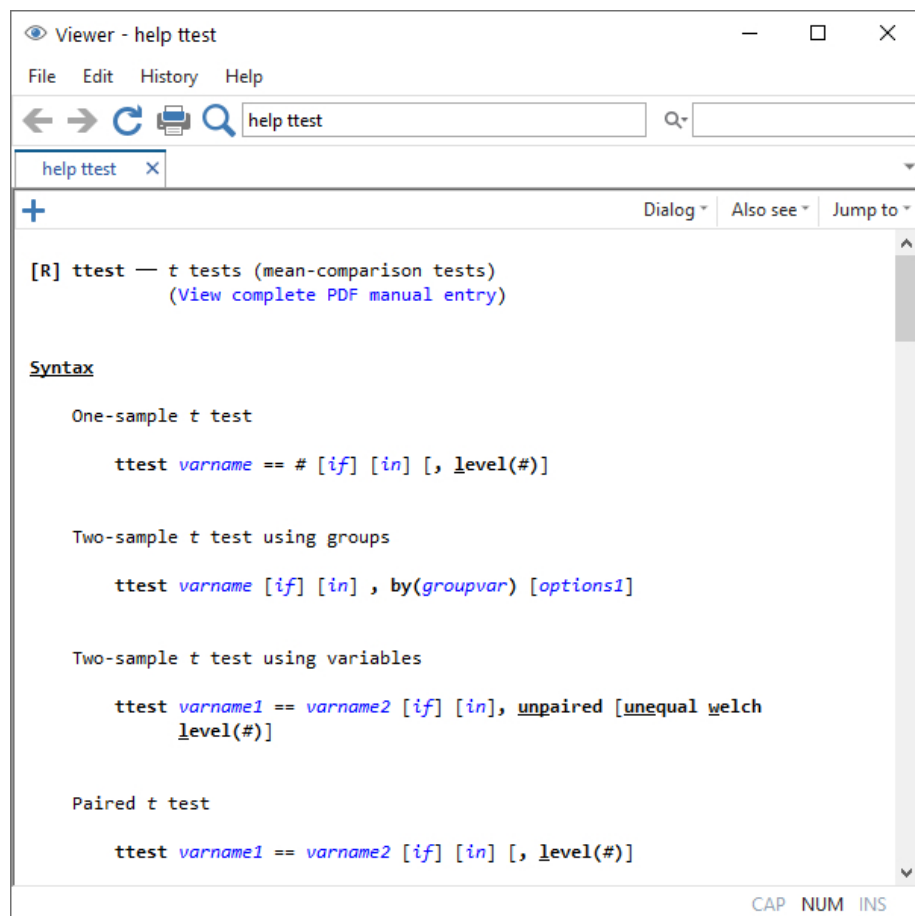 Viewer - help ttest
File Edit History Help
help ttest
help ttest
Dialog Also see Jump to
[R] ttest — t tests (mean-comparison tests)
(View complete PDF manual entry)
Syntax
One-sample t test
ttest varname == # [if] [in] [, level(#)]
Two-sample t test using groups
ttest varname [if] [in] , by(groupvar) [options1]
Two-sample t test using variables
ttest varname1 == varname2 [if] [in], unpaired [unequal welch
level(#)]
Paired t test
ttest varname1 == varname2 [if] [in] [, level(#)]
CAP NUM INS